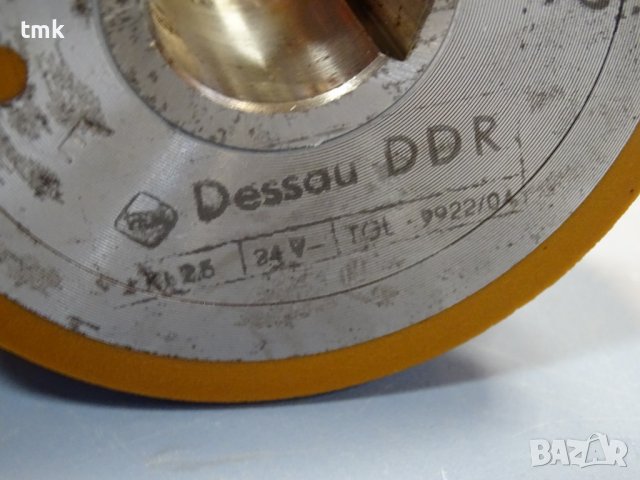 tmk
Dessau DDR
KL 2.5 24 V– TGL 9922/04
BAZAR